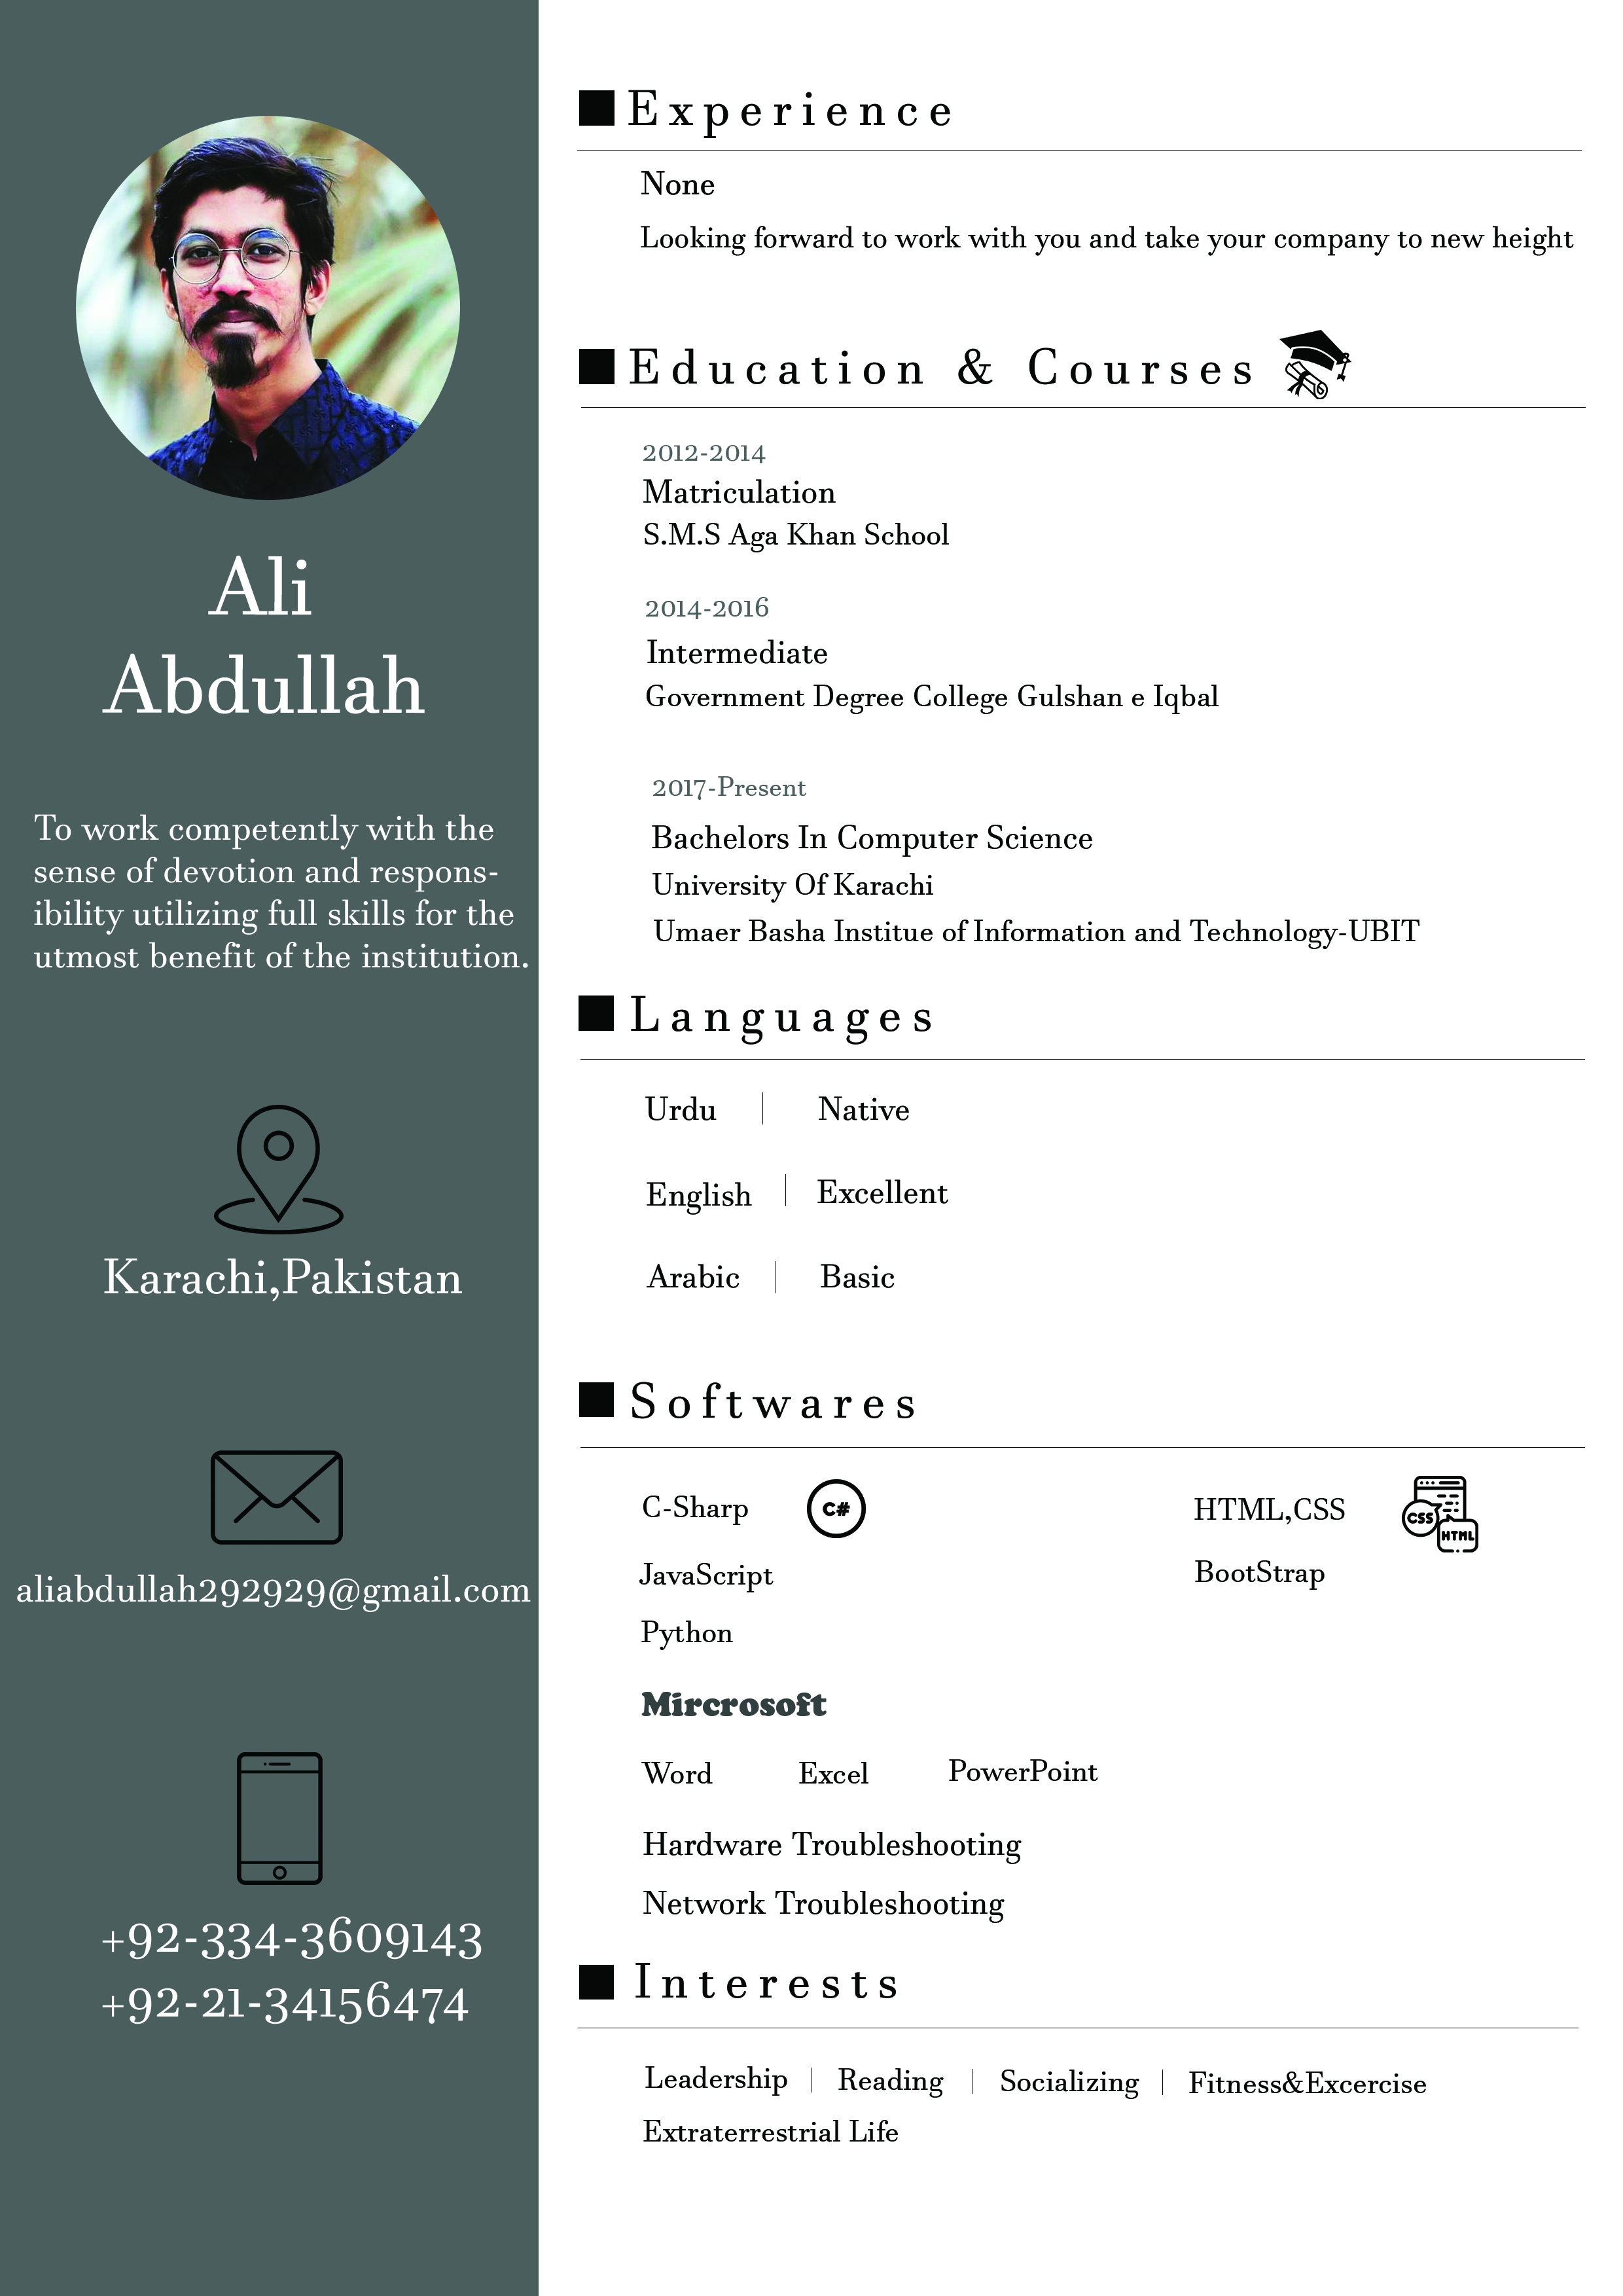 Ali
Abdullah
To work competently with the
sense of devotion and respons-
ibility utilizing full skills for the
utmost benefit of the institution.
Karachi,Pakistan
aliabdullah292929@gmail.com
+92-334-3609143
+92-21-34156474
Experience
None
Looking forward to work with you and take your company to new height
Education & Courses
2012-2014
Matriculation
S.M.S Aga Khan School
2014-2016
Intermediate
Government Degree College Gulshan e Iqbal
2017-Present
Bachelors In Computer Science
University Of Karachi
Umaer Basha Institue of Information and Technology-UBIT
Languages
Urdu | Native
English | Excellent
Arabic | Basic
Softwares
C-Sharp C# HTML,CSS CSS HTML
JavaScript BootStrap
Python
Mircrosoft
Word Excel PowerPoint
Hardware Troubleshooting
Network Troubleshooting
Interests
Leadership | Reading | Socializing | Fitness&Excercise
Extraterrestrial Life